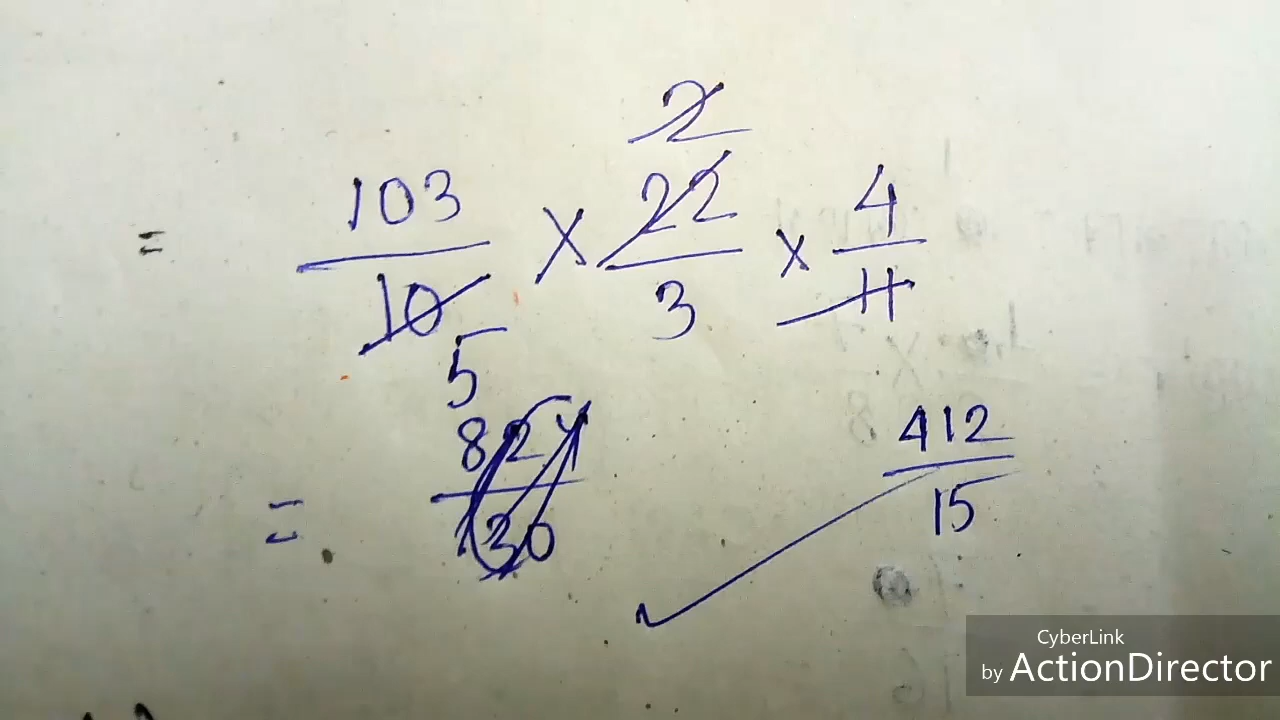 2
= 103/10 × 22/3 × 4/11
5
= 824/30 412/15
CyberLink
by ActionDirector